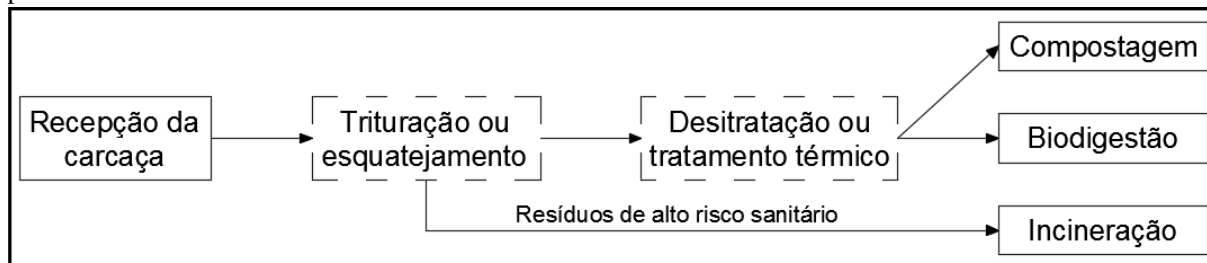 Recepção da
carcaça
Trituração ou
esquatejamento
Desitratação ou
tratamento térmico
Compostagem
Biodigestão
Resíduos de alto risco sanitário
Incineração